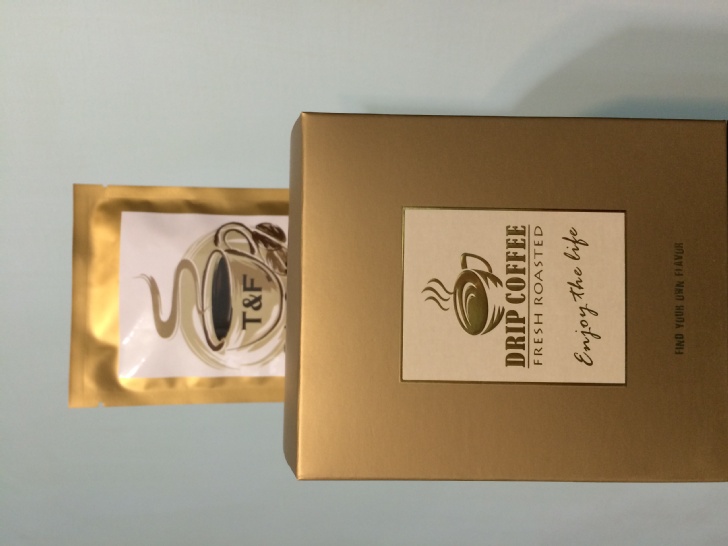 T&F
DRIP COFFEE
FRESH ROASTED
Enjoy the life
FIND YOUR OWN FLAVOR